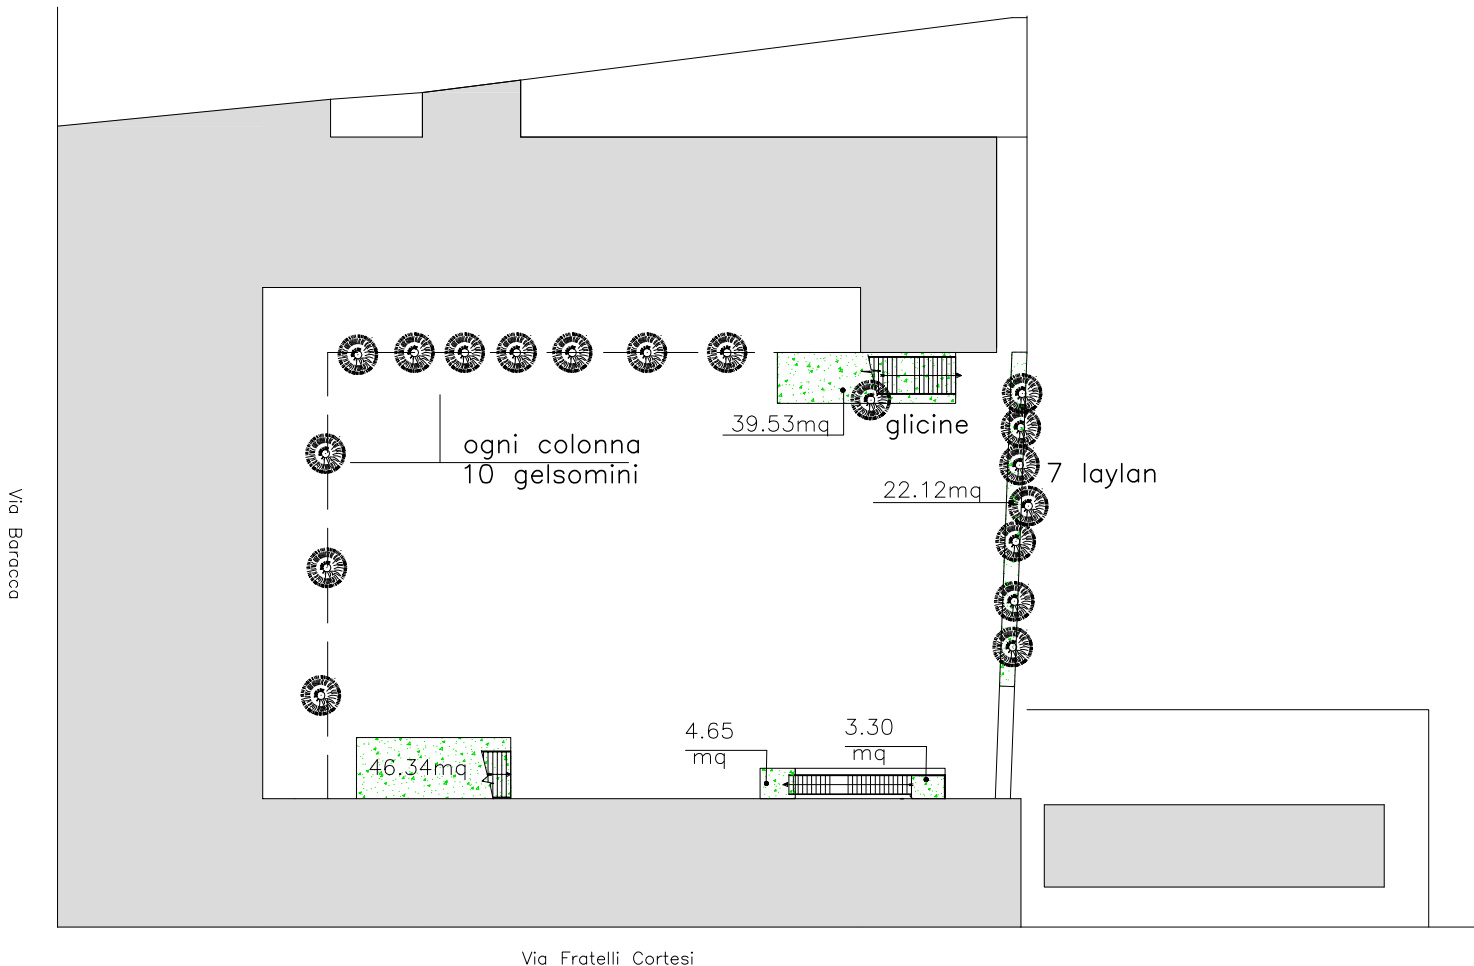 39.53mq
glicine
ogni colonna
10 gelsomini
7 laylan
22.12mq
Via Baracca
4.65
mq
3.30
mq
46.34mq
Via Fratelli Cortesi